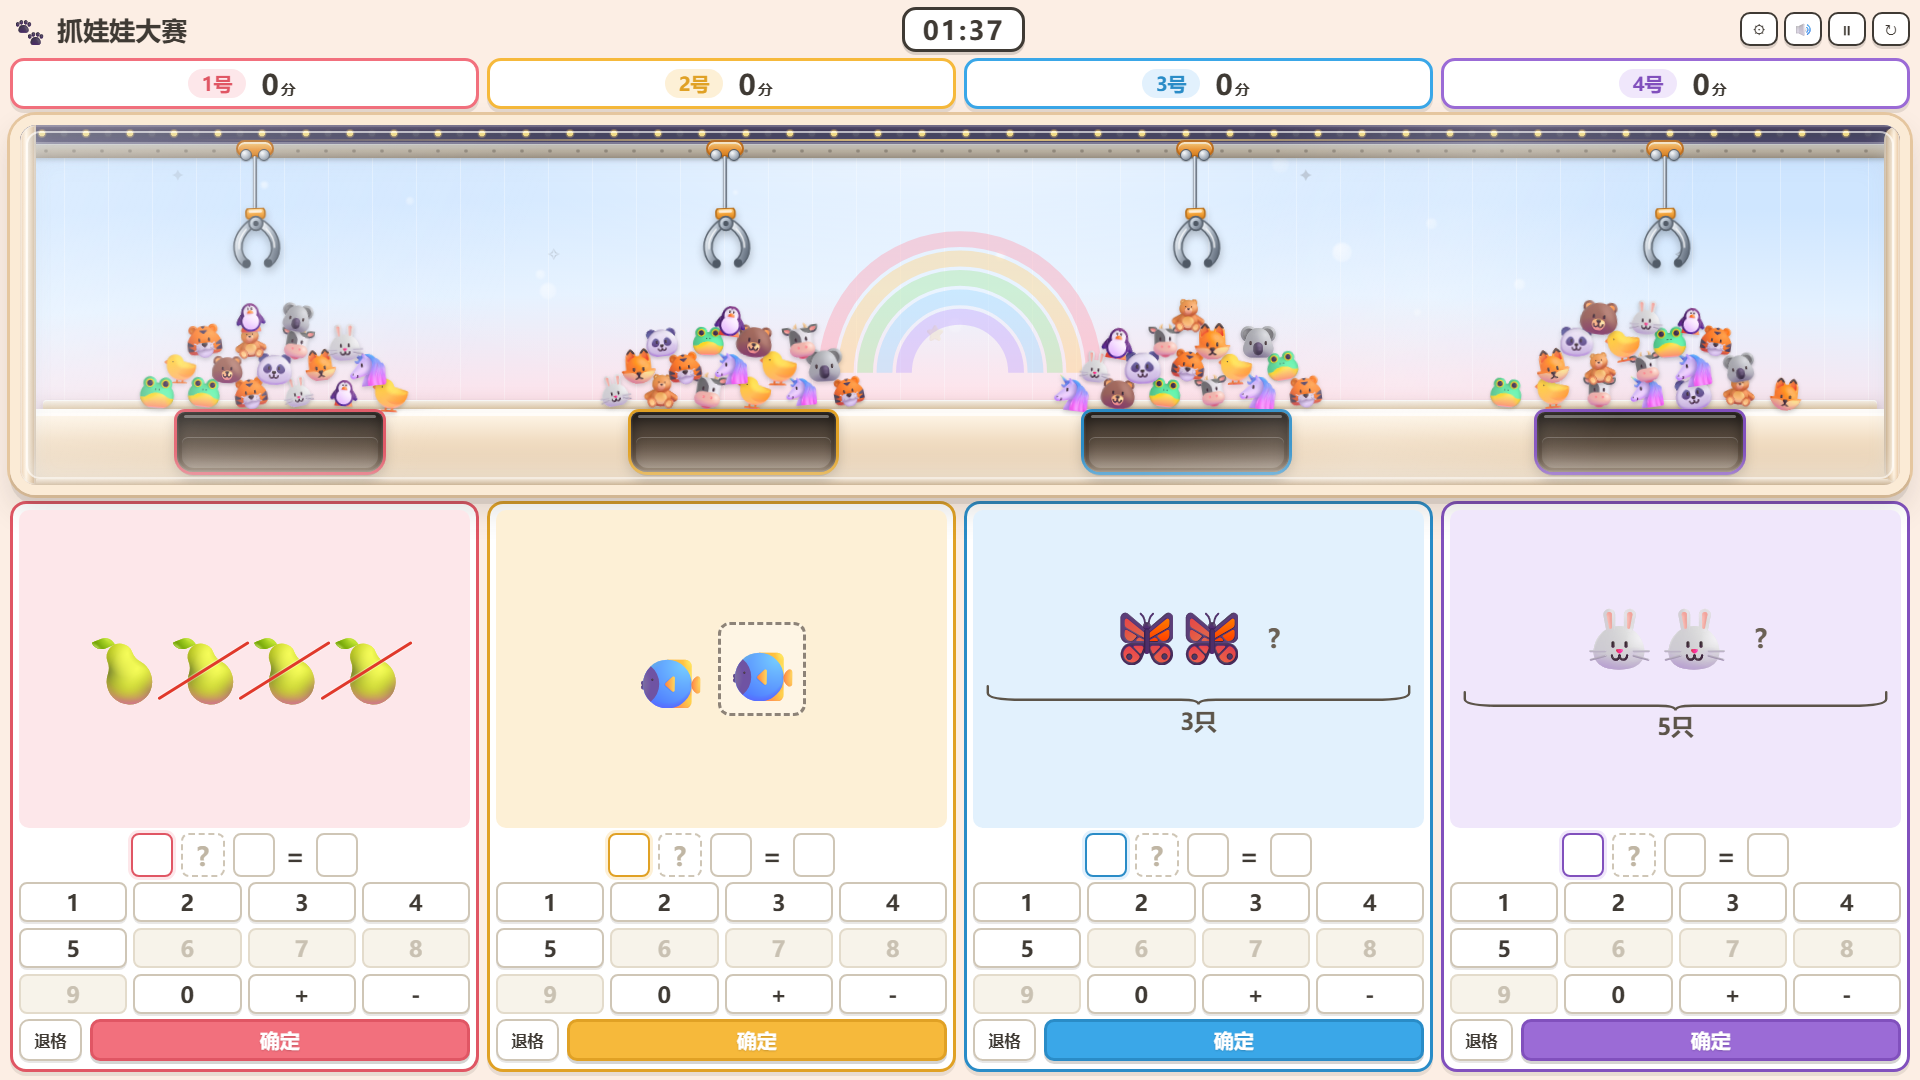 抓娃娃大赛
01:37
1号 0分
2号 0分
3号 0分
4号 0分
?
3只
?
5只
? =
1 2 3 4
5 6 7 8
9 0 + -
退格 确定
? =
1 2 3 4
5 6 7 8
9 0 + -
退格 确定
? =
1 2 3 4
5 6 7 8
9 0 + -
退格 确定
? =
1 2 3 4
5 6 7 8
9 0 + -
退格 确定